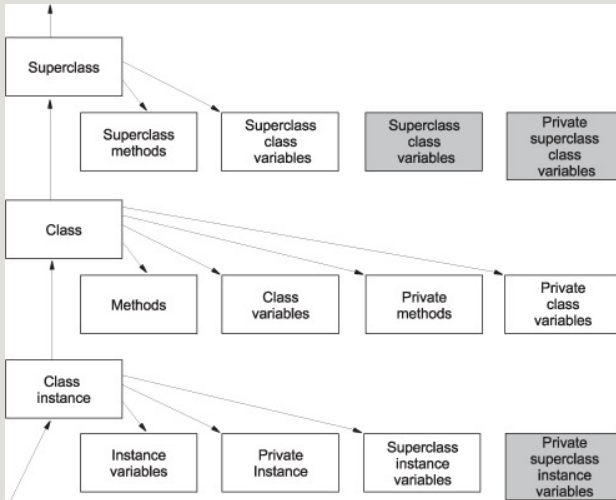 Superclass
Superclass
methods
Superclass
class
variables
Superclass
class
variables
Private
superclass
class
variables
Class
Methods
Class
variables
Private
methods
Private
class
variables
Class
instance
Instance
variables
Private
Instance
Superclass
instance
variables
Private
superclass
instance
variables